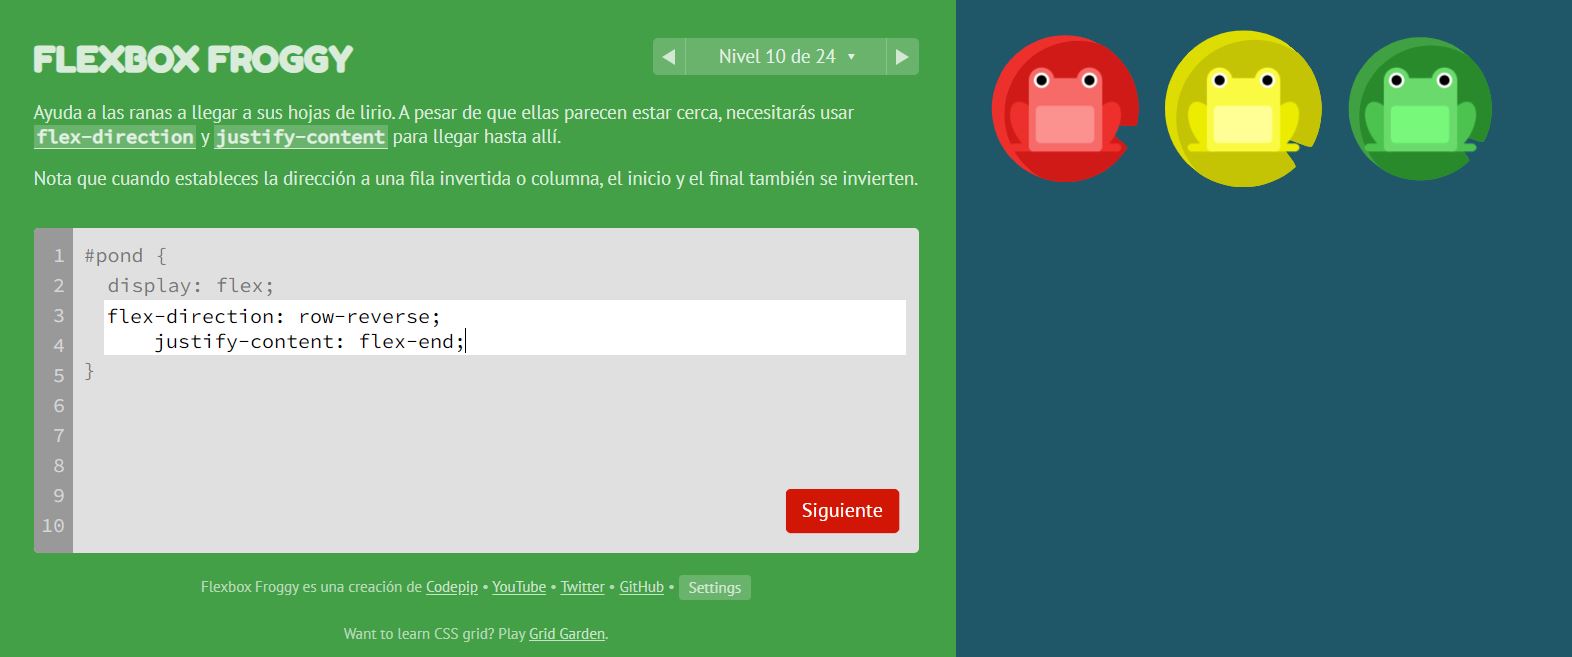 FLEXBOX FROGGY
◀ Nivel 10 de 24 ▼ ▶
Ayuda a las ranas a llegar a sus hojas de lirio. A pesar de que ellas parecen estar cerca, necesitarás usar
flex-direction y justify-content para llegar hasta allí.
Nota que cuando estableces la dirección a una fila invertida o columna, el inicio y el final también se invierten.
1 #pond {
2 display: flex;
3 flex-direction: row-reverse;
4 justify-content: flex-end;
5 }
6
7
8
9
10
Siguiente
Flexbox Froggy es una creación de Codepip • YouTube • Twitter • GitHub • Settings
Want to learn CSS grid? Play Grid Garden.